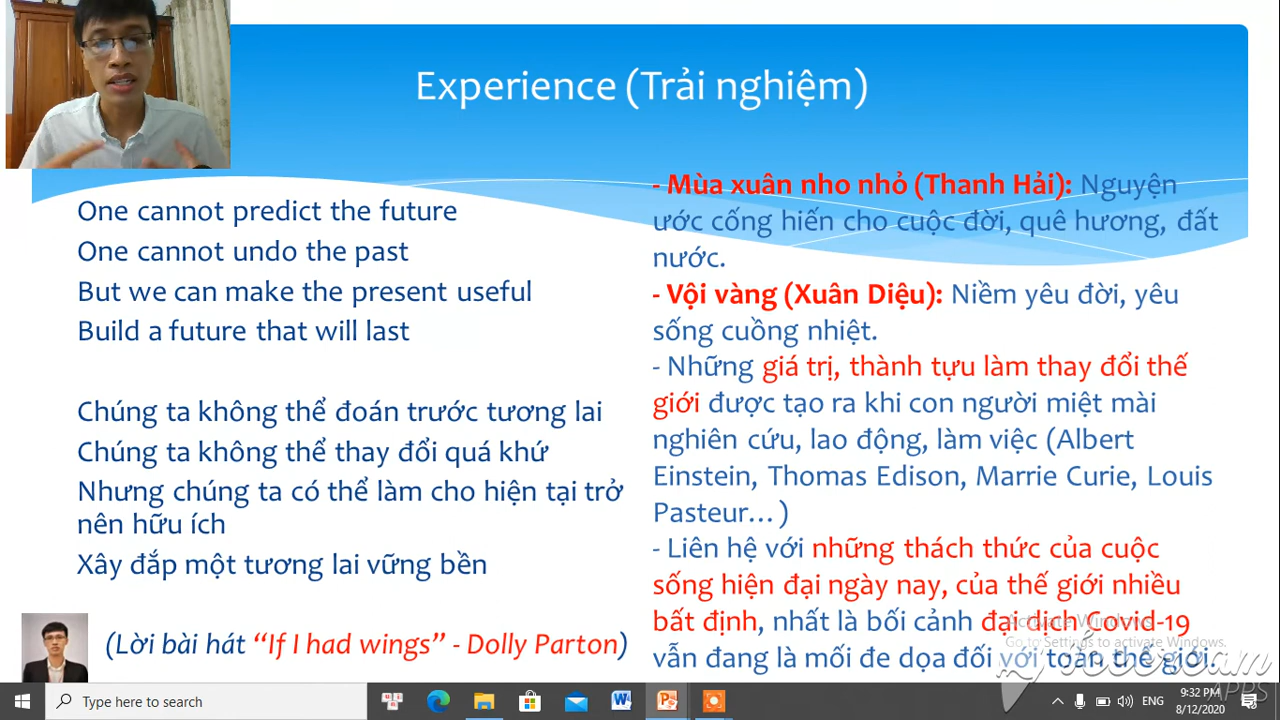 Experience (Trải nghiệm)
One cannot predict the future
One cannot undo the past
But we can make the present useful
Build a future that will last
Chúng ta không thể đoán trước tương lai
Chúng ta không thể thay đổi quá khứ
Nhưng chúng ta có thể làm cho hiện tại trở
nên hữu ích
Xây đắp một tương lai vững bền
(Lời bài hát “If I had wings” - Dolly Parton)
- Mùa xuân nho nhỏ (Thanh Hải): Nguyện
ước cống hiến cho cuộc đời, quê hương, đất
nước.
- Vội vàng (Xuân Diệu): Niềm yêu đời, yêu
sống cuồng nhiệt.
- Những giá trị, thành tựu làm thay đổi thế
giới được tạo ra khi con người miệt mài
nghiên cứu, lao động, làm việc (Albert
Einstein, Thomas Edison, Marrie Curie, Louis
Pasteur... )
- Liên hệ với những thách thức của cuộc
sống hiện đại ngày nay, của thế giới nhiều
bất định, nhất là bối cảnh đại dịch Covid-19
vẫn đang là mối đe dọa đối với toàn thế giới.
Activate Windows
Go to Settings to activate Windows.
APPS
Type here to search
ENG
9:32 PM
8/12/2020